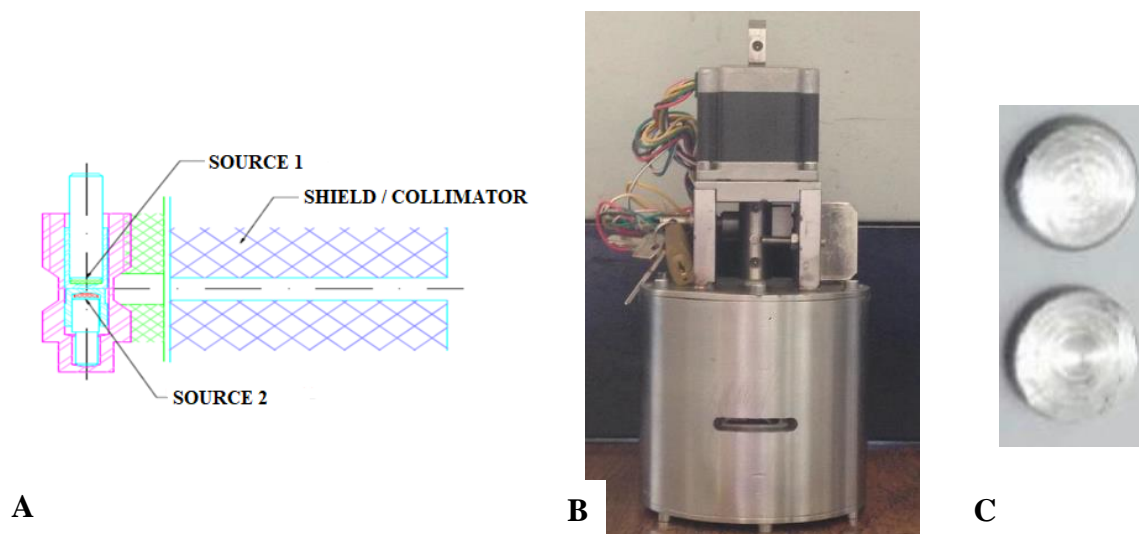 SOURCE 1
SHIELD / COLLIMATOR
SOURCE 2
A
B
C